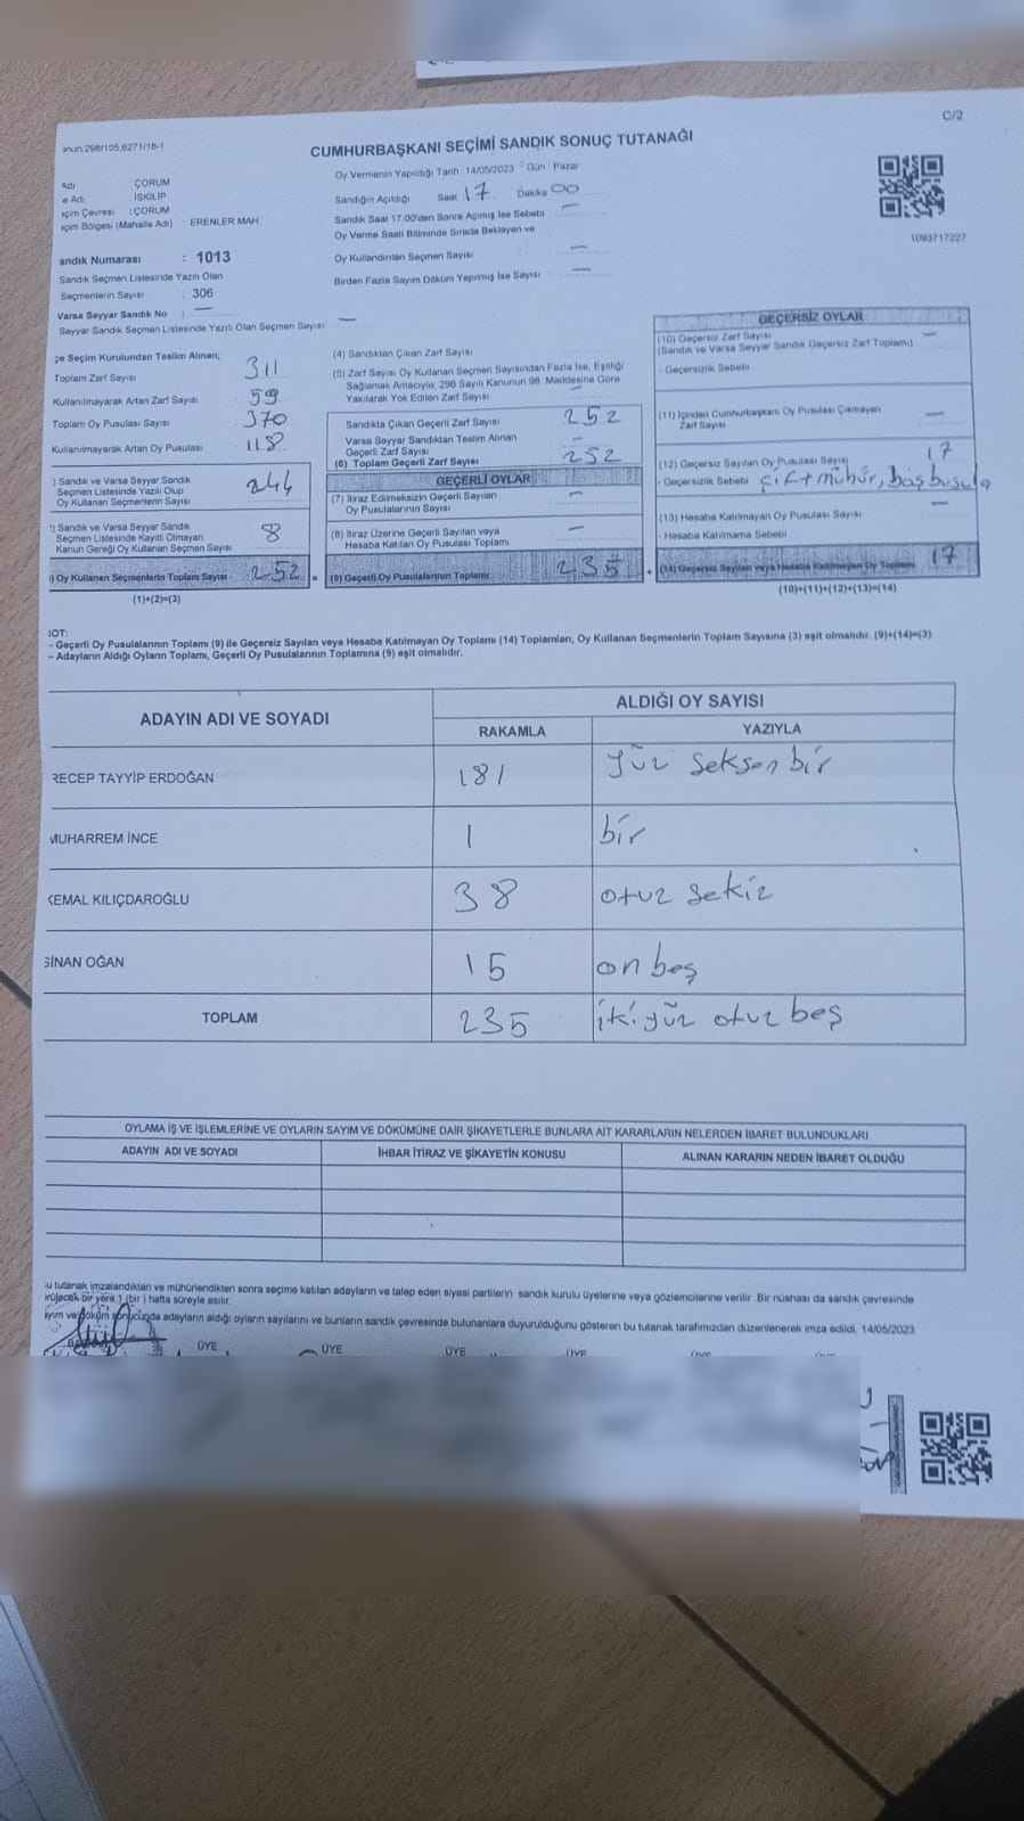 C/2
CUMHURBAŞKANI SEÇİMİ SANDIK SONUÇ TUTANAĞI
Oy Vermenin Yapıldığı Tarih 14/05/2023 Gün Pazar
Sandığın Açıldığı Saat 17 Dakika 00
Sandık Saat 17:00'den Sonra Açmış İse Sebebi —
Oy Verme Saati Bitiminde Sırada Bekleyen ve
Oy Kullandırılan Seçmen Sayısı —
Birden Fazla Sayım Döküm Yapılmış İse Sayısı —
Adı ÇORUM
e Adı İSKİLİP
eçim Çevresi : ÇORUM
eçim Bölgesi (Mahalle Adı) ERENLER MAH.
andık Numarası : 1013
Sandık Seçmen Listesinde Yazılı Olan
Seçmenlerin Sayısı 306
Varsa Seyyar Sandık No : —
Seyyar Sandık Seçmen Listesinde Yazılı Olan Seçmen Sayısı —
çe Seçim Kurulundan Teslim Alınan;
Toplam Zarf Sayısı 311
Kullanılmayarak Artan Zarf Sayısı 59
Toplam Oy Pusulası Sayısı 370
Kullanılmayarak Artan Oy Pusulası 118
) Sandık ve Varsa Seyyar Sandık
Seçmen Listesinde Yazılı Olup
Oy Kullanan Seçmenlerin Sayısı 244
) Sandık ve Varsa Seyyar Sandık
Seçmen Listesinde Kayıtlı Olmayan
Kanun Gereği Oy Kullanan Seçmen Sayısı 8
) Oy Kullanan Seçmenlerin Toplam Sayısı 252 =
(1)+(2)=(3)
(4) Sandıktan Çıkan Zarf Sayısı
(5) Zarf Sayısı Oy Kullanan Seçmen Sayısından Fazla İse, Eşitliği
Sağlamak Amacıyla, 298 Sayılı Kanunun 98. Maddesine Göre
Yakılarak Yok Edilen Zarf Sayısı —
Sandıkta Çıkan Geçerli Zarf Sayısı 252
Varsa Seyyar Sandıktan Teslim Alınan
Geçerli Zarf Sayısı —
(6) Toplam Geçerli Zarf Sayısı 252
GEÇERLİ OYLAR
(7) İtiraz Edilmeksizin Geçerli Sayılan
Oy Pusulalarının Sayısı —
(8) İtiraz Üzerine Geçerli Sayılan veya
Hesaba Katılan Oy Pusulası Toplamı —
(9) Geçerli Oy Pusulalarının Toplamı 235 +
1093717227
GEÇERSİZ OYLAR
(10) Geçersiz Zarf Sayısı —
(Sandık ve Varsa Seyyar Sandık Geçersiz Zarf Toplamı)
- Geçersizlik Sebebi
(11) İçinden Cumhurbaşkanı Oy Pusulası Çıkmayan
Zarf Sayısı —
(12) Geçersiz Sayılan Oy Pusulası Sayısı 17
- Geçersizlik Sebebi çift mühür, boş pusula
(13) Hesaba Katılmayan Oy Pusulası Sayısı —
- Hesaba Katılmama Sebebi
(14) Geçersiz Sayılan veya Hesaba Katılmayan Oy Toplamı 17
(10)+(11)+(12)+(13)=(14)
NOT:
- Geçerli Oy Pusulalarının Toplamı (9) ile Geçersiz Sayılan veya Hesaba Katılmayan Oy Toplamı (14) Toplamları, Oy Kullanan Seçmenlerin Toplam Sayısına (3) eşit olmalıdır. (9)+(14)=(3)
- Adayların Aldığı Oyların Toplamı, Geçerli Oy Pusulalarının Toplamına (9) eşit olmalıdır.
ADAYIN ADI VE SOYADI ALDIĞI OY SAYISI
RAKAMLA YAZIYLA
RECEP TAYYİP ERDOĞAN 181 yüz seksen bir
MUHARREM İNCE 1 bir
KEMAL KILIÇDAROĞLU 38 otuz sekiz
SİNAN OĞAN 15 on beş
TOPLAM 235 iki yüz otuz beş
OYLAMA İŞ VE İŞLEMLERİNE VE OYLARIN SAYIM VE DÖKÜMÜNE DAİR ŞİKAYETLERLE BUNLARA AİT KARARLARIN NELERDEN İBARET BULUNDUKLARI
ADAYIN ADI VE SOYADI İHBAR İTİRAZ VE ŞİKAYETİN KONUSU ALINAN KARARIN NEDEN İBARET OLDUĞU
u tutanak imzalandıktan ve mühürlendikten sonra seçime katılan adayların ve talep eden siyasi partilerin sandık kurulu üyelerine veya gözlemcilerine verilir. Bir nüshası da sandık çevresinde
rülecek bir yere 1 (bir) hafta süreyle asılır.
ayım ve döküm sonucunda adayların aldığı oyların sayılarını ve bunların sandık çevresinde bulunanlara duyurulduğunu gösteren bu tutanak tarafımızdan düzenlenerek imza edildi. 14/05/2023
ÜYE ÜYE ÜYE ÜYE